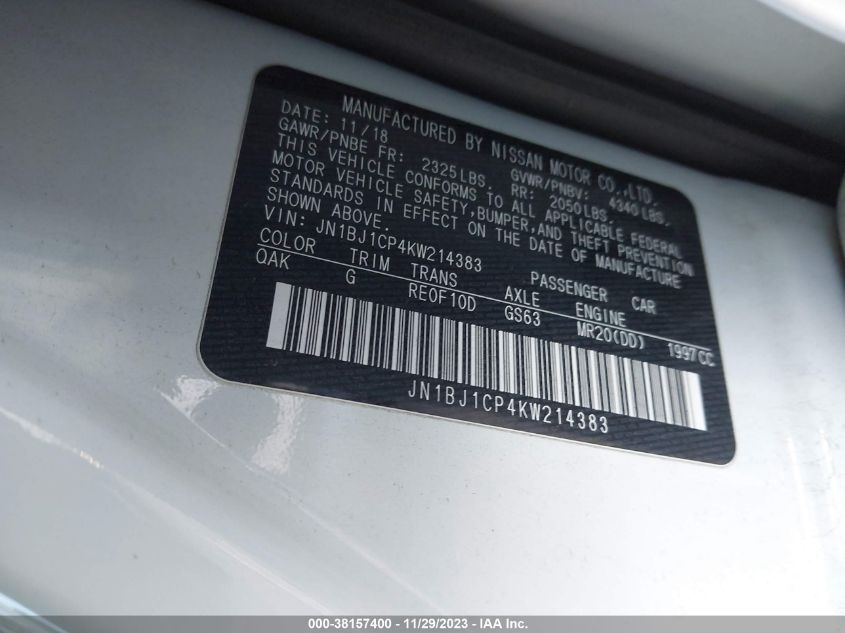 MANUFACTURED BY NISSAN MOTOR CO.,LTD.
DATE: 11/18 GVWR/PNBV: 4340LBS.
GAWR/PNBE FR: 2325LBS. RR: 2050LBS.
THIS VEHICLE CONFORMS TO ALL APPLICABLE FEDERAL
MOTOR VEHICLE SAFETY,BUMPER,AND THEFT PREVENTION
STANDARDS IN EFFECT ON THE DATE OF MANUFACTURE
SHOWN ABOVE.
VIN: JN1BJ1CP4KW214383 PASSENGER CAR
COLOR TRIM TRANS AXLE ENGINE
QAK G RE0F10D GS63 MR20(DD) 1997CC
JN1BJ1CP4KW214383
000-38157400 - 11/29/2023 - IAA Inc.